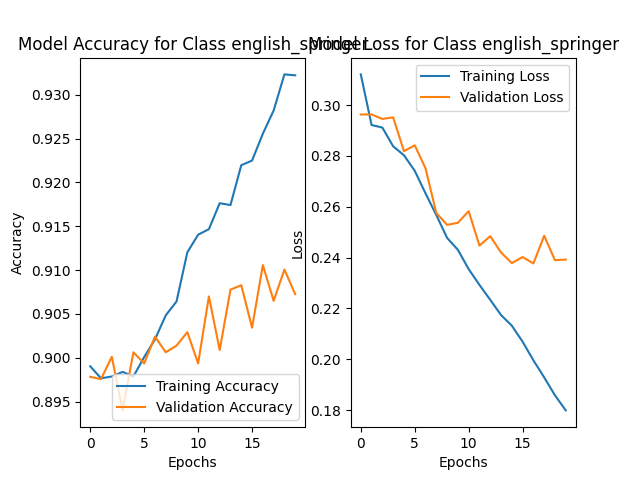 Model Accuracy for Class english_springer
Model Loss for Class english_springer
0.930
0.925
0.920
0.915
0.910
0.905
0.900
0.895
Accuracy
Training Accuracy
Validation Accuracy
0
5
10
15
Epochs
0.30
0.28
0.26
0.24
0.22
0.20
0.18
Loss
Training Loss
Validation Loss
0
5
10
15
Epochs